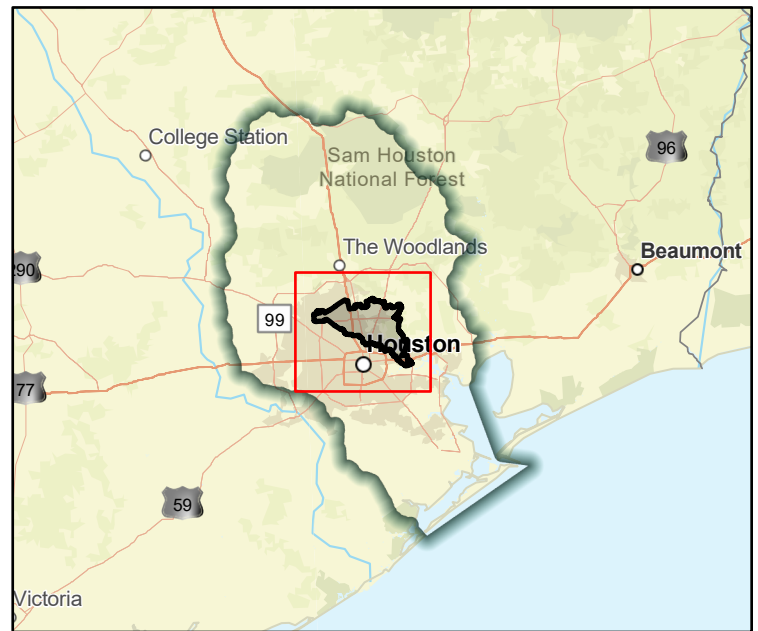 College Station
Sam Houston
National Forest
96
The Woodlands
Beaumont
290
99
Houston
77
59
Victoria